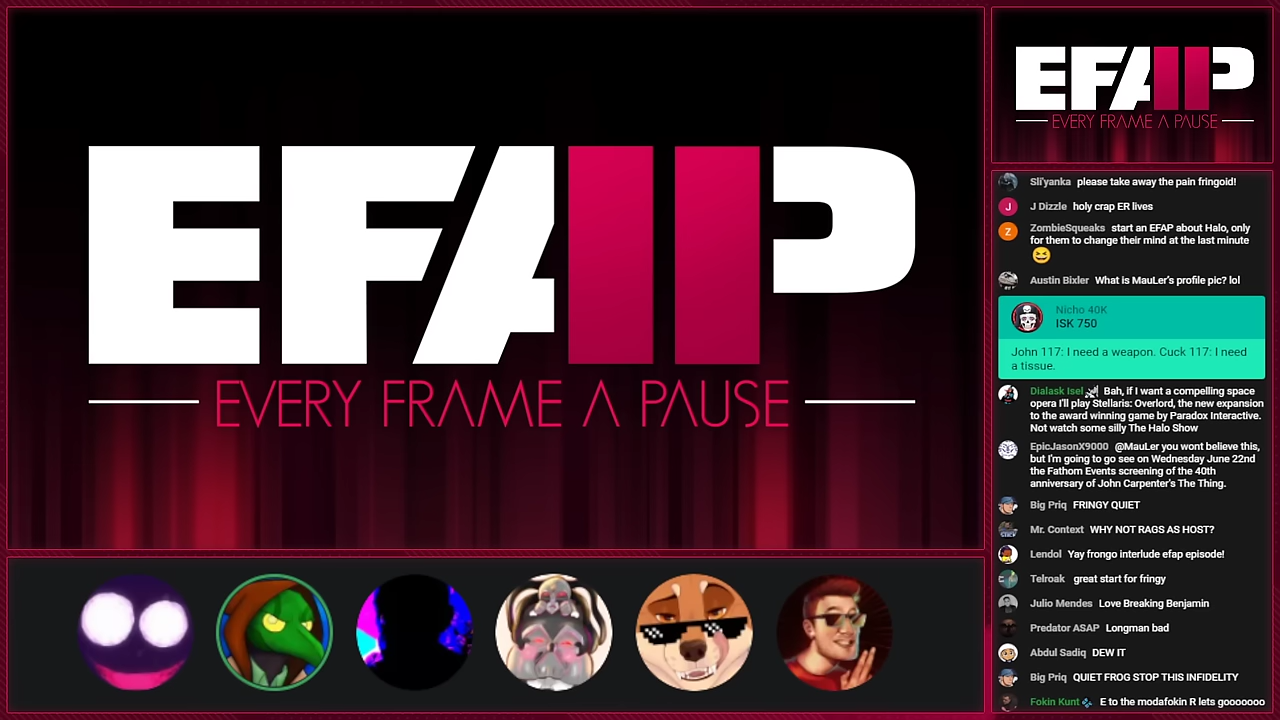 EFAP
EVERY FRAME A PAUSE
EFAP
EVERY FRAME A PAUSE
Sli'yanka please take away the pain fringoid!
J
J Dizzle holy crap ER lives
Z
ZombieSqueaks start an EFAP about Halo, only
for them to change their mind at the last minute
Austin Bixler What is MauLer's profile pic? lol
Nicho 40K
ISK 750
John 117: I need a weapon. Cuck 117: I need
a tissue.
Dialask Isel Bah, if I want a compelling space
opera I'll play Stellaris: Overlord, the new expansion
to the award winning game by Paradox Interactive.
Not watch some silly The Halo Show
EpicJasonX9000 @MauLer you wont believe this,
but I'm going to go see on Wednesday June 22nd
the Fathom Events screening of the 40th
anniversary of John Carpenter's The Thing.
Big Priq FRINGY QUIET
Mr. Context WHY NOT RAGS AS HOST?
Lendol Yay frongo interlude efap episode!
Telroak great start for fringy
Julio Mendes Love Breaking Benjamin
Predator ASAP Longman bad
Abdul Sadiq DEW IT
Big Priq QUIET FROG STOP THIS INFIDELITY
Fokin Kunt E to the modafokin R lets gooooooo